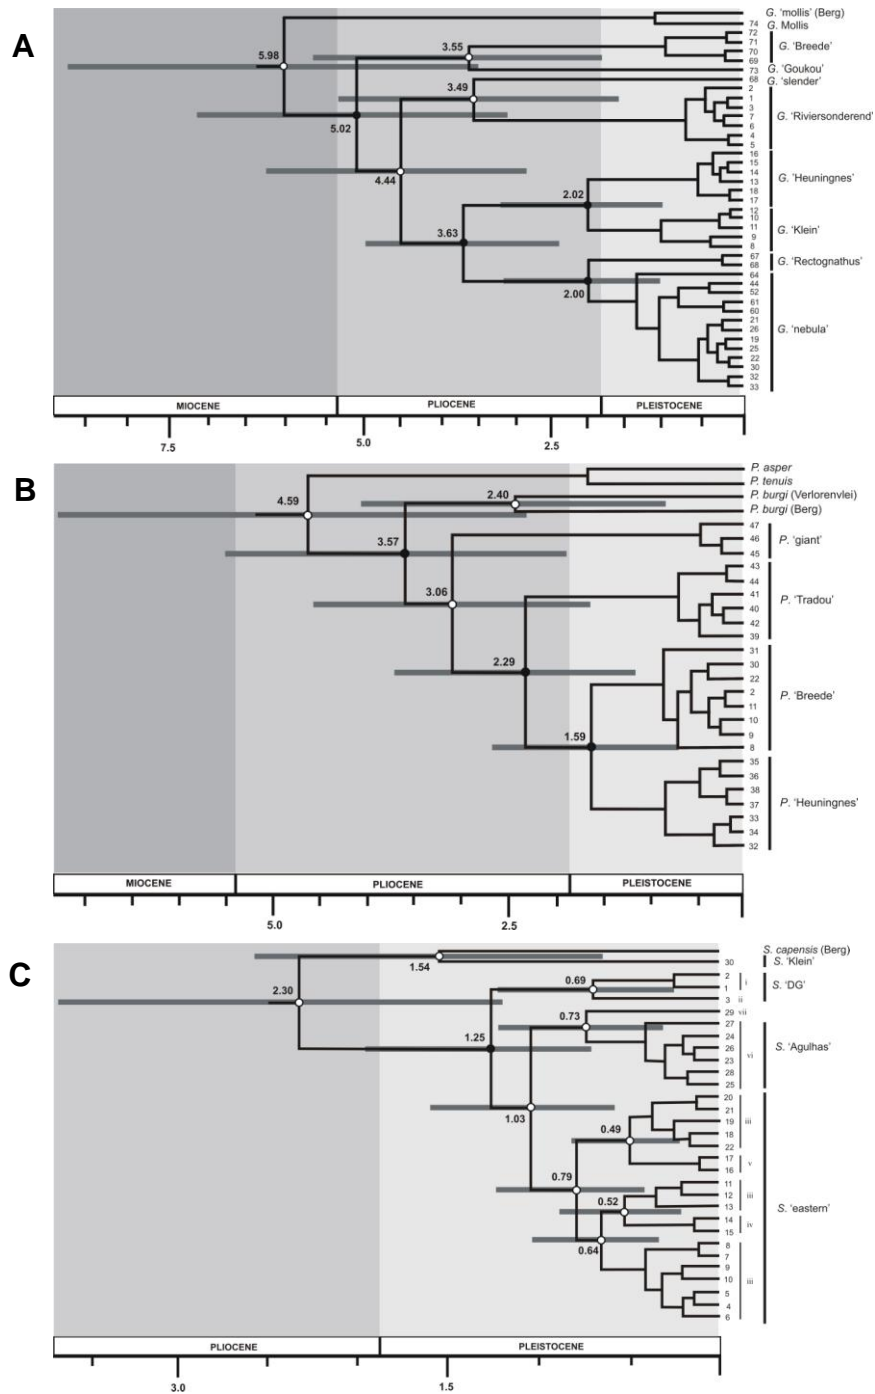 A
G. 'mollis' (Berg)
74 G. Mollis
72
71
70
69
G. 'Breede'
73 G. 'Goukou'
68 G. 'slender'
2
1
3
7
6
4
5
G. 'Riviersonderend'
16
15
14
13
18
17
G. 'Heuningnes'
12
10
11
9
8
G. 'Klein'
67
68
G. 'Rectognathus'
64
44
52
61
60
21
26
19
25
22
30
32
33
G. 'nebula'
5.98
3.55
3.49
5.02
4.44
2.02
3.63
2.00
MIOCENE PLIOCENE PLEISTOCENE
7.5 5.0 2.5
B
P. asper
P. tenuis
P. burgi (Verlorenvlei)
P. burgi (Berg)
47
46
45
P. 'giant'
43
44
41
40
42
39
P. 'Tradou'
31
30
22
2
11
10
9
8
P. 'Breede'
35
36
38
37
33
34
32
P. 'Heuningnes'
4.59
2.40
3.57
3.06
2.29
1.59
MIOCENE PLIOCENE PLEISTOCENE
5.0 2.5
C
S. capensis (Berg)
30 S. 'Klein'
2
1
i
3 ii
S. 'DG'
29 vii
27
24
26
23
28
25
vi
S. 'Agulhas'
20
21
19
18
22
iii
17
16
v
11
12
13
iii
14
15
iv
8
7
9
10
5
4
6
iii
S. 'eastern'
1.54
2.30
0.69
0.73
1.25
1.03
0.49
0.79
0.52
0.64
PLIOCENE PLEISTOCENE
3.0 1.5